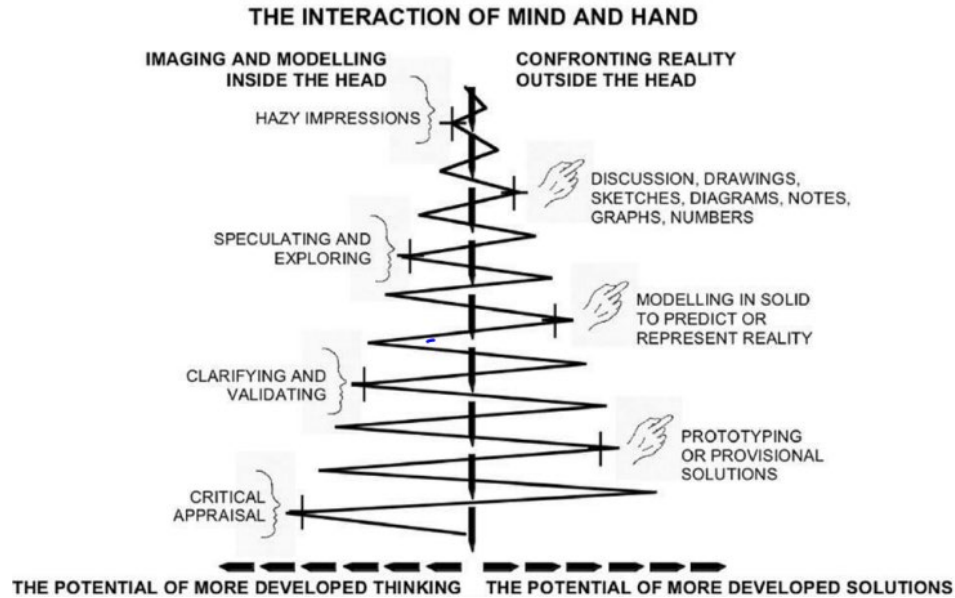 THE INTERACTION OF MIND AND HAND
IMAGING AND MODELLING
INSIDE THE HEAD
CONFRONTING REALITY
OUTSIDE THE HEAD
HAZY IMPRESSIONS
DISCUSSION, DRAWINGS,
SKETCHES, DIAGRAMS, NOTES,
GRAPHS, NUMBERS
SPECULATING AND
EXPLORING
MODELLING IN SOLID
TO PREDICT OR
REPRESENT REALITY
CLARIFYING AND
VALIDATING
PROTOTYPING
OR PROVISIONAL
SOLUTIONS
CRITICAL
APPRAISAL
THE POTENTIAL OF MORE DEVELOPED THINKING
THE POTENTIAL OF MORE DEVELOPED SOLUTIONS